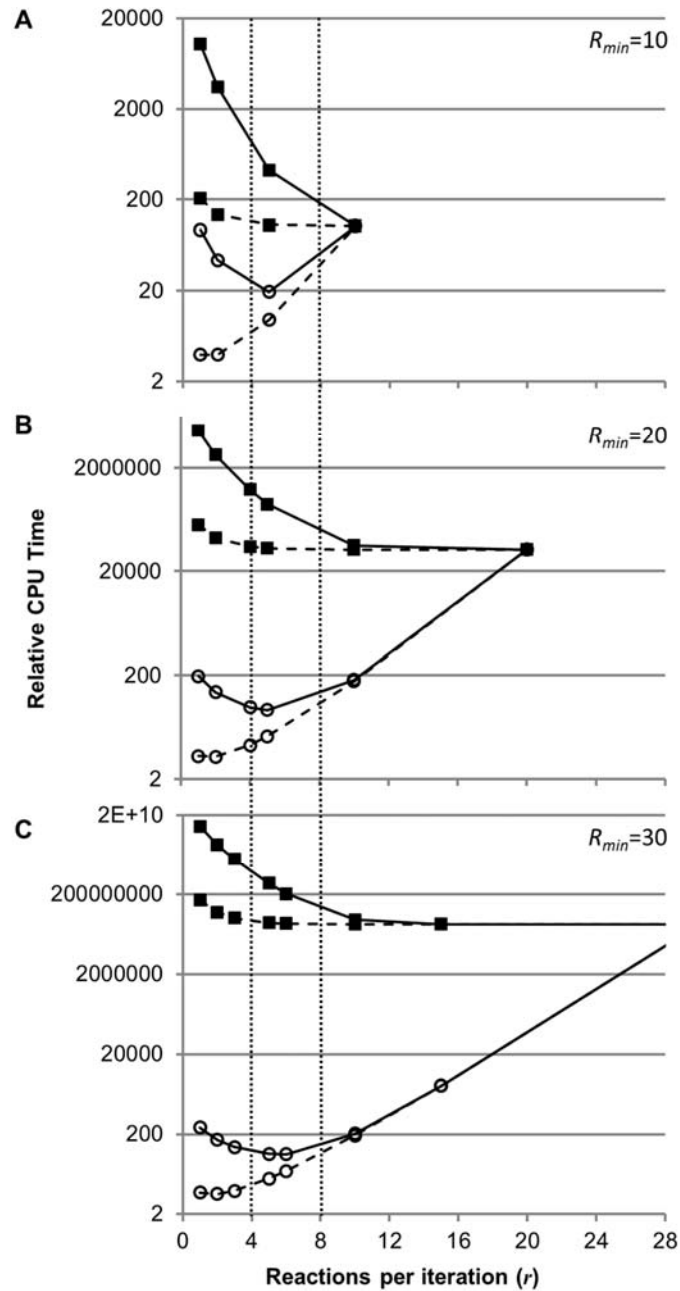 A
R_min=10
20000
2000
200
20
2
B
R_min=20
2000000
20000
200
2
Relative CPU Time
C
R_min=30
2E+10
200000000
2000000
20000
200
2
0 4 8 12 16 20 24 28
Reactions per iteration (r)